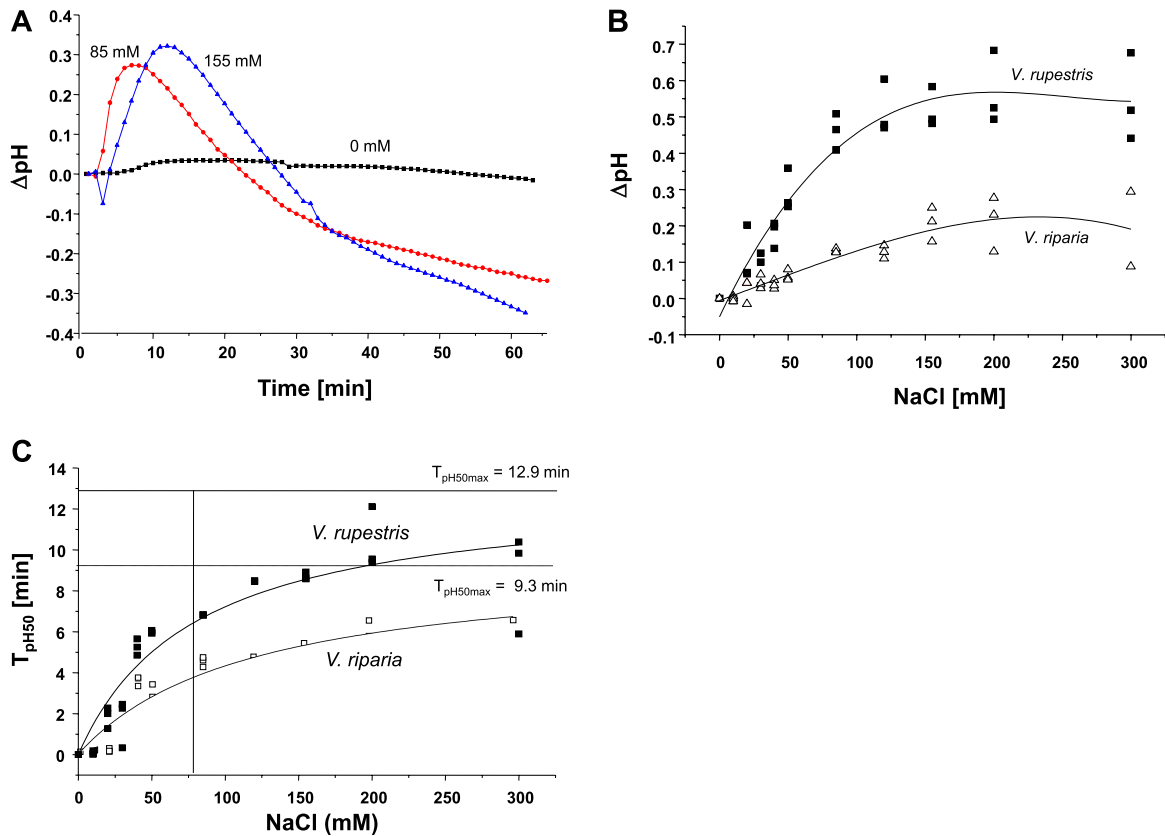 A
0.4
0.3
0.2
0.1
0.0
-0.1
-0.2
-0.3
-0.4
ΔpH
85 mM
155 mM
0 mM
0 10 20 30 40 50 60
Time [min]
B
0.7
0.6
0.5
0.4
0.3
0.2
0.1
0.0
-0.1
ΔpH
V. rupestris
V. riparia
0 50 100 150 200 250 300
NaCl [mM]
C
14
12
10
8
6
4
2
0
TpH50 [min]
TpH50max = 12.9 min
V. rupestris
TpH50max = 9.3 min
V. riparia
0 50 100 150 200 250 300
NaCl (mM)